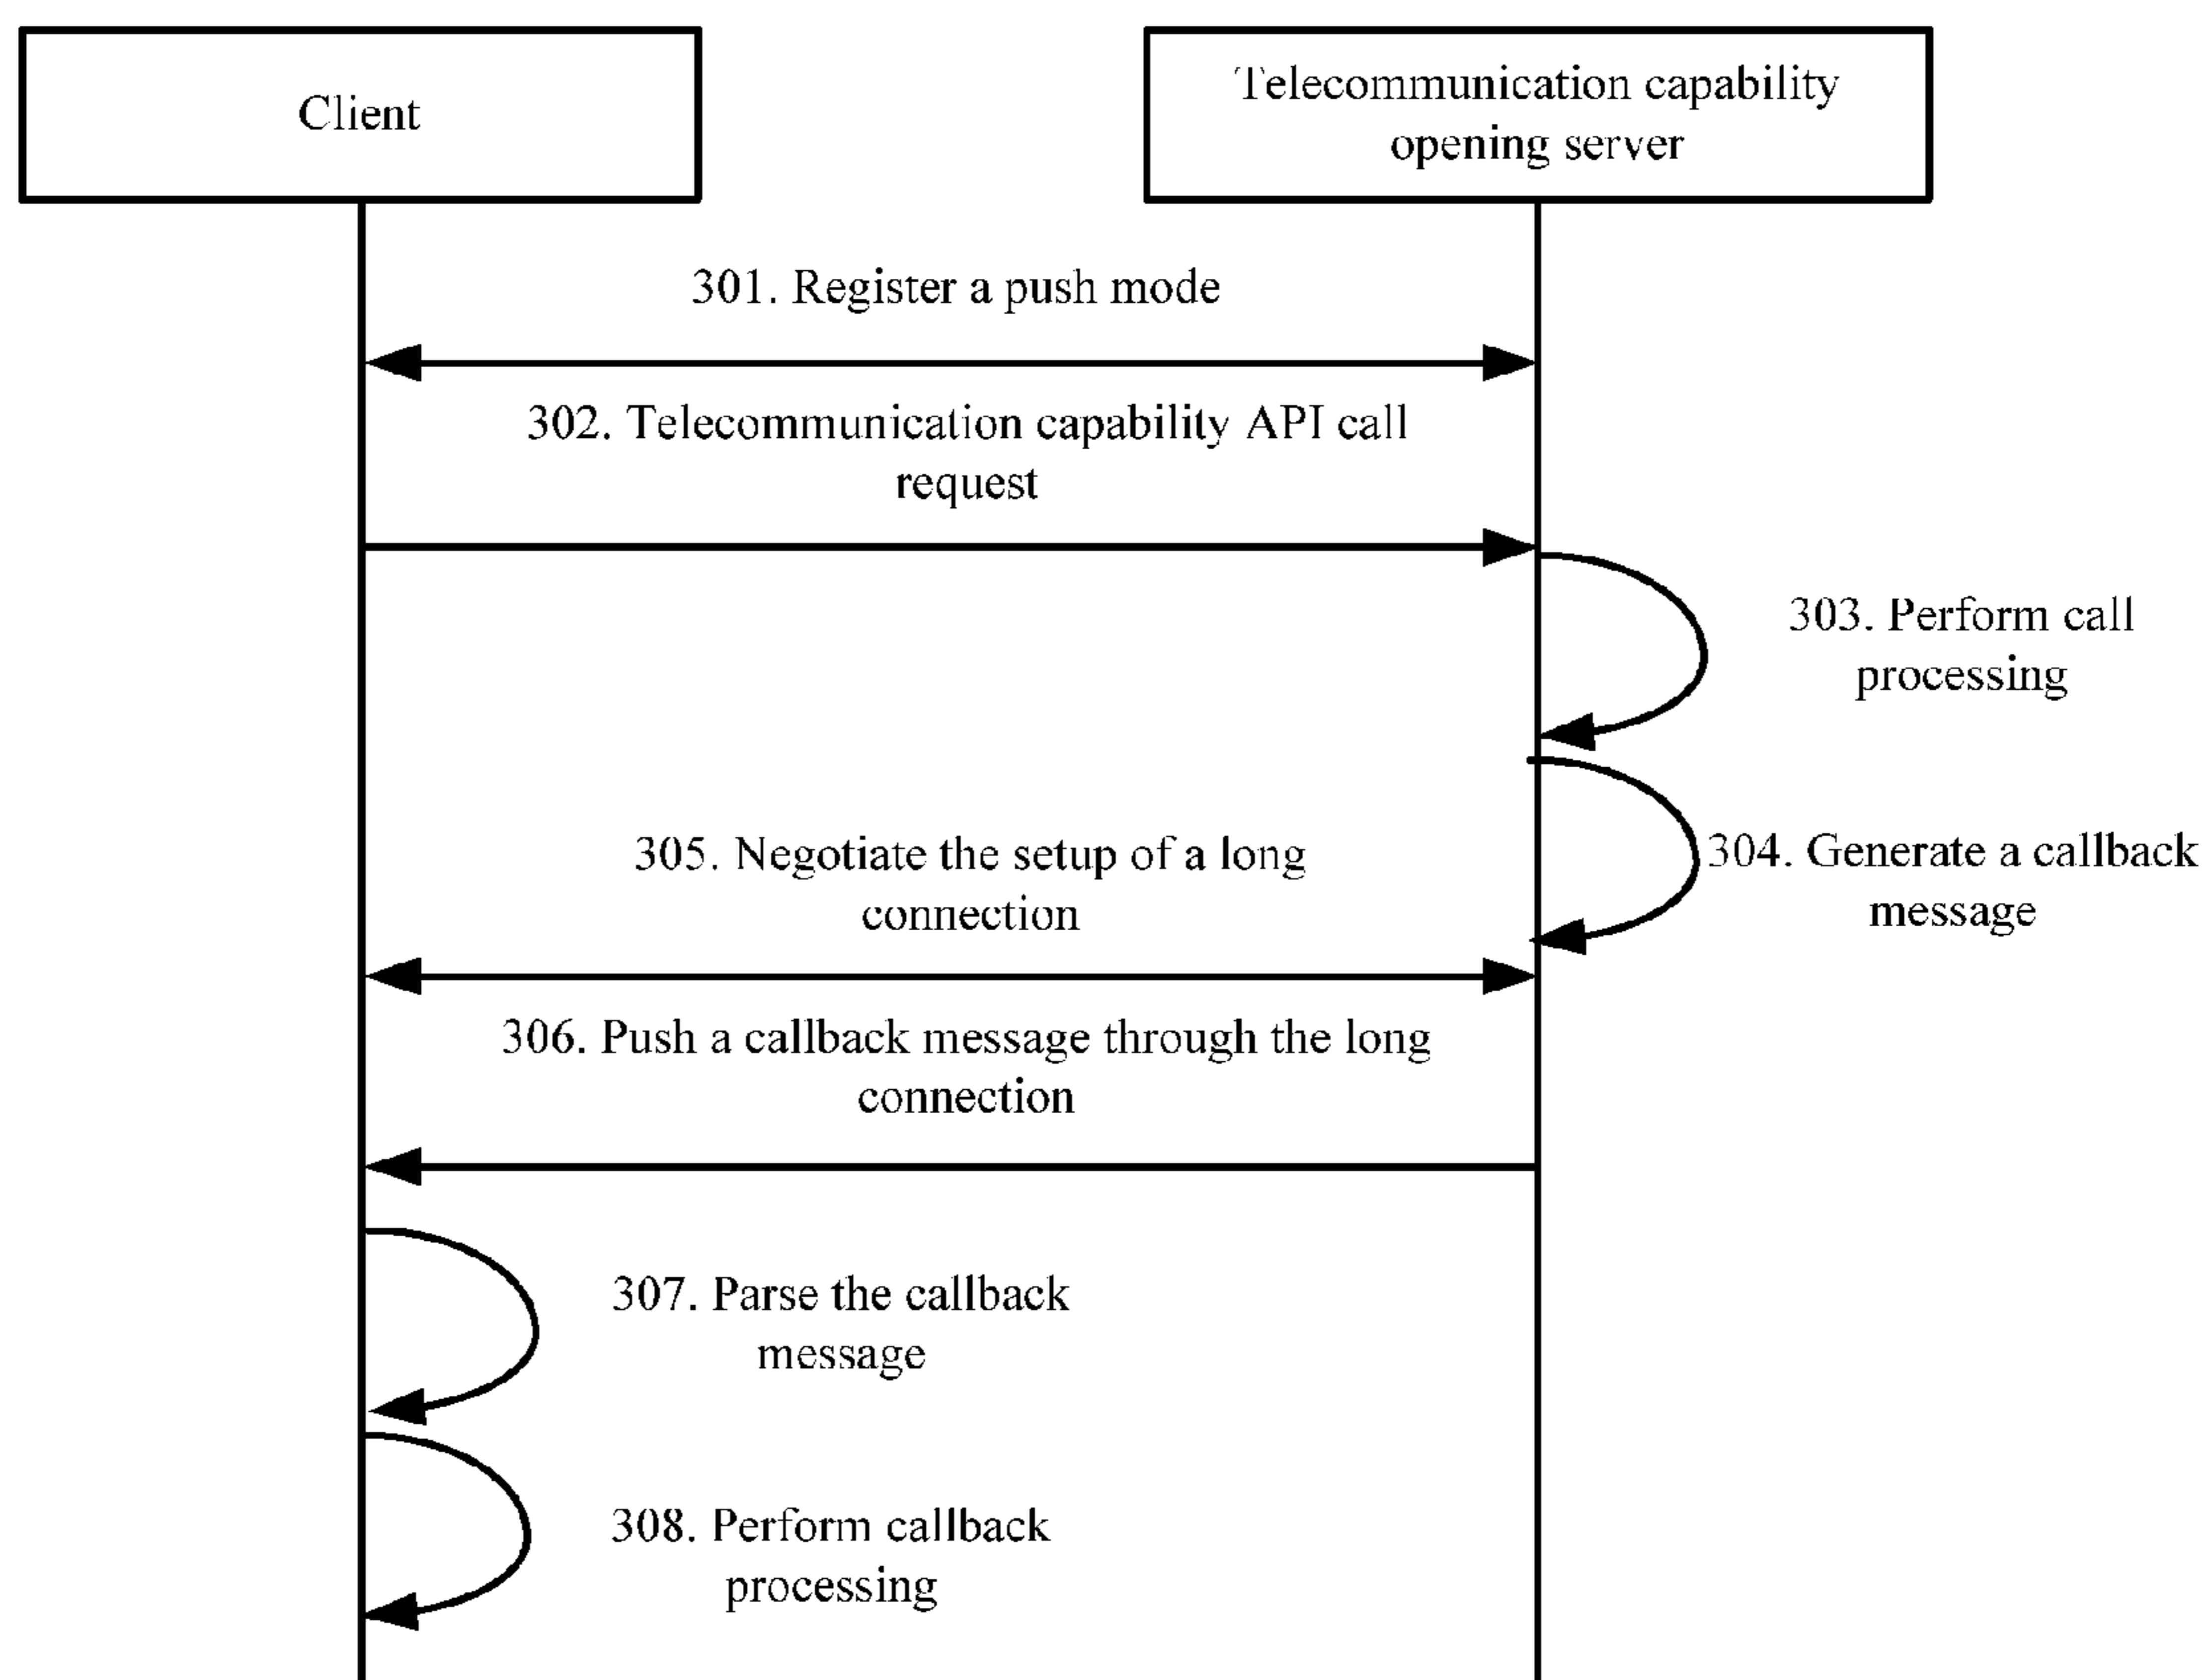 Client
Telecommunication capability
opening server
301. Register a push mode
302. Telecommunication capability API call
request
303. Perform call
processing
304. Generate a callback
message
305. Negotiate the setup of a long
connection
306. Push a callback message through the long
connection
307. Parse the callback
message
308. Perform callback
processing